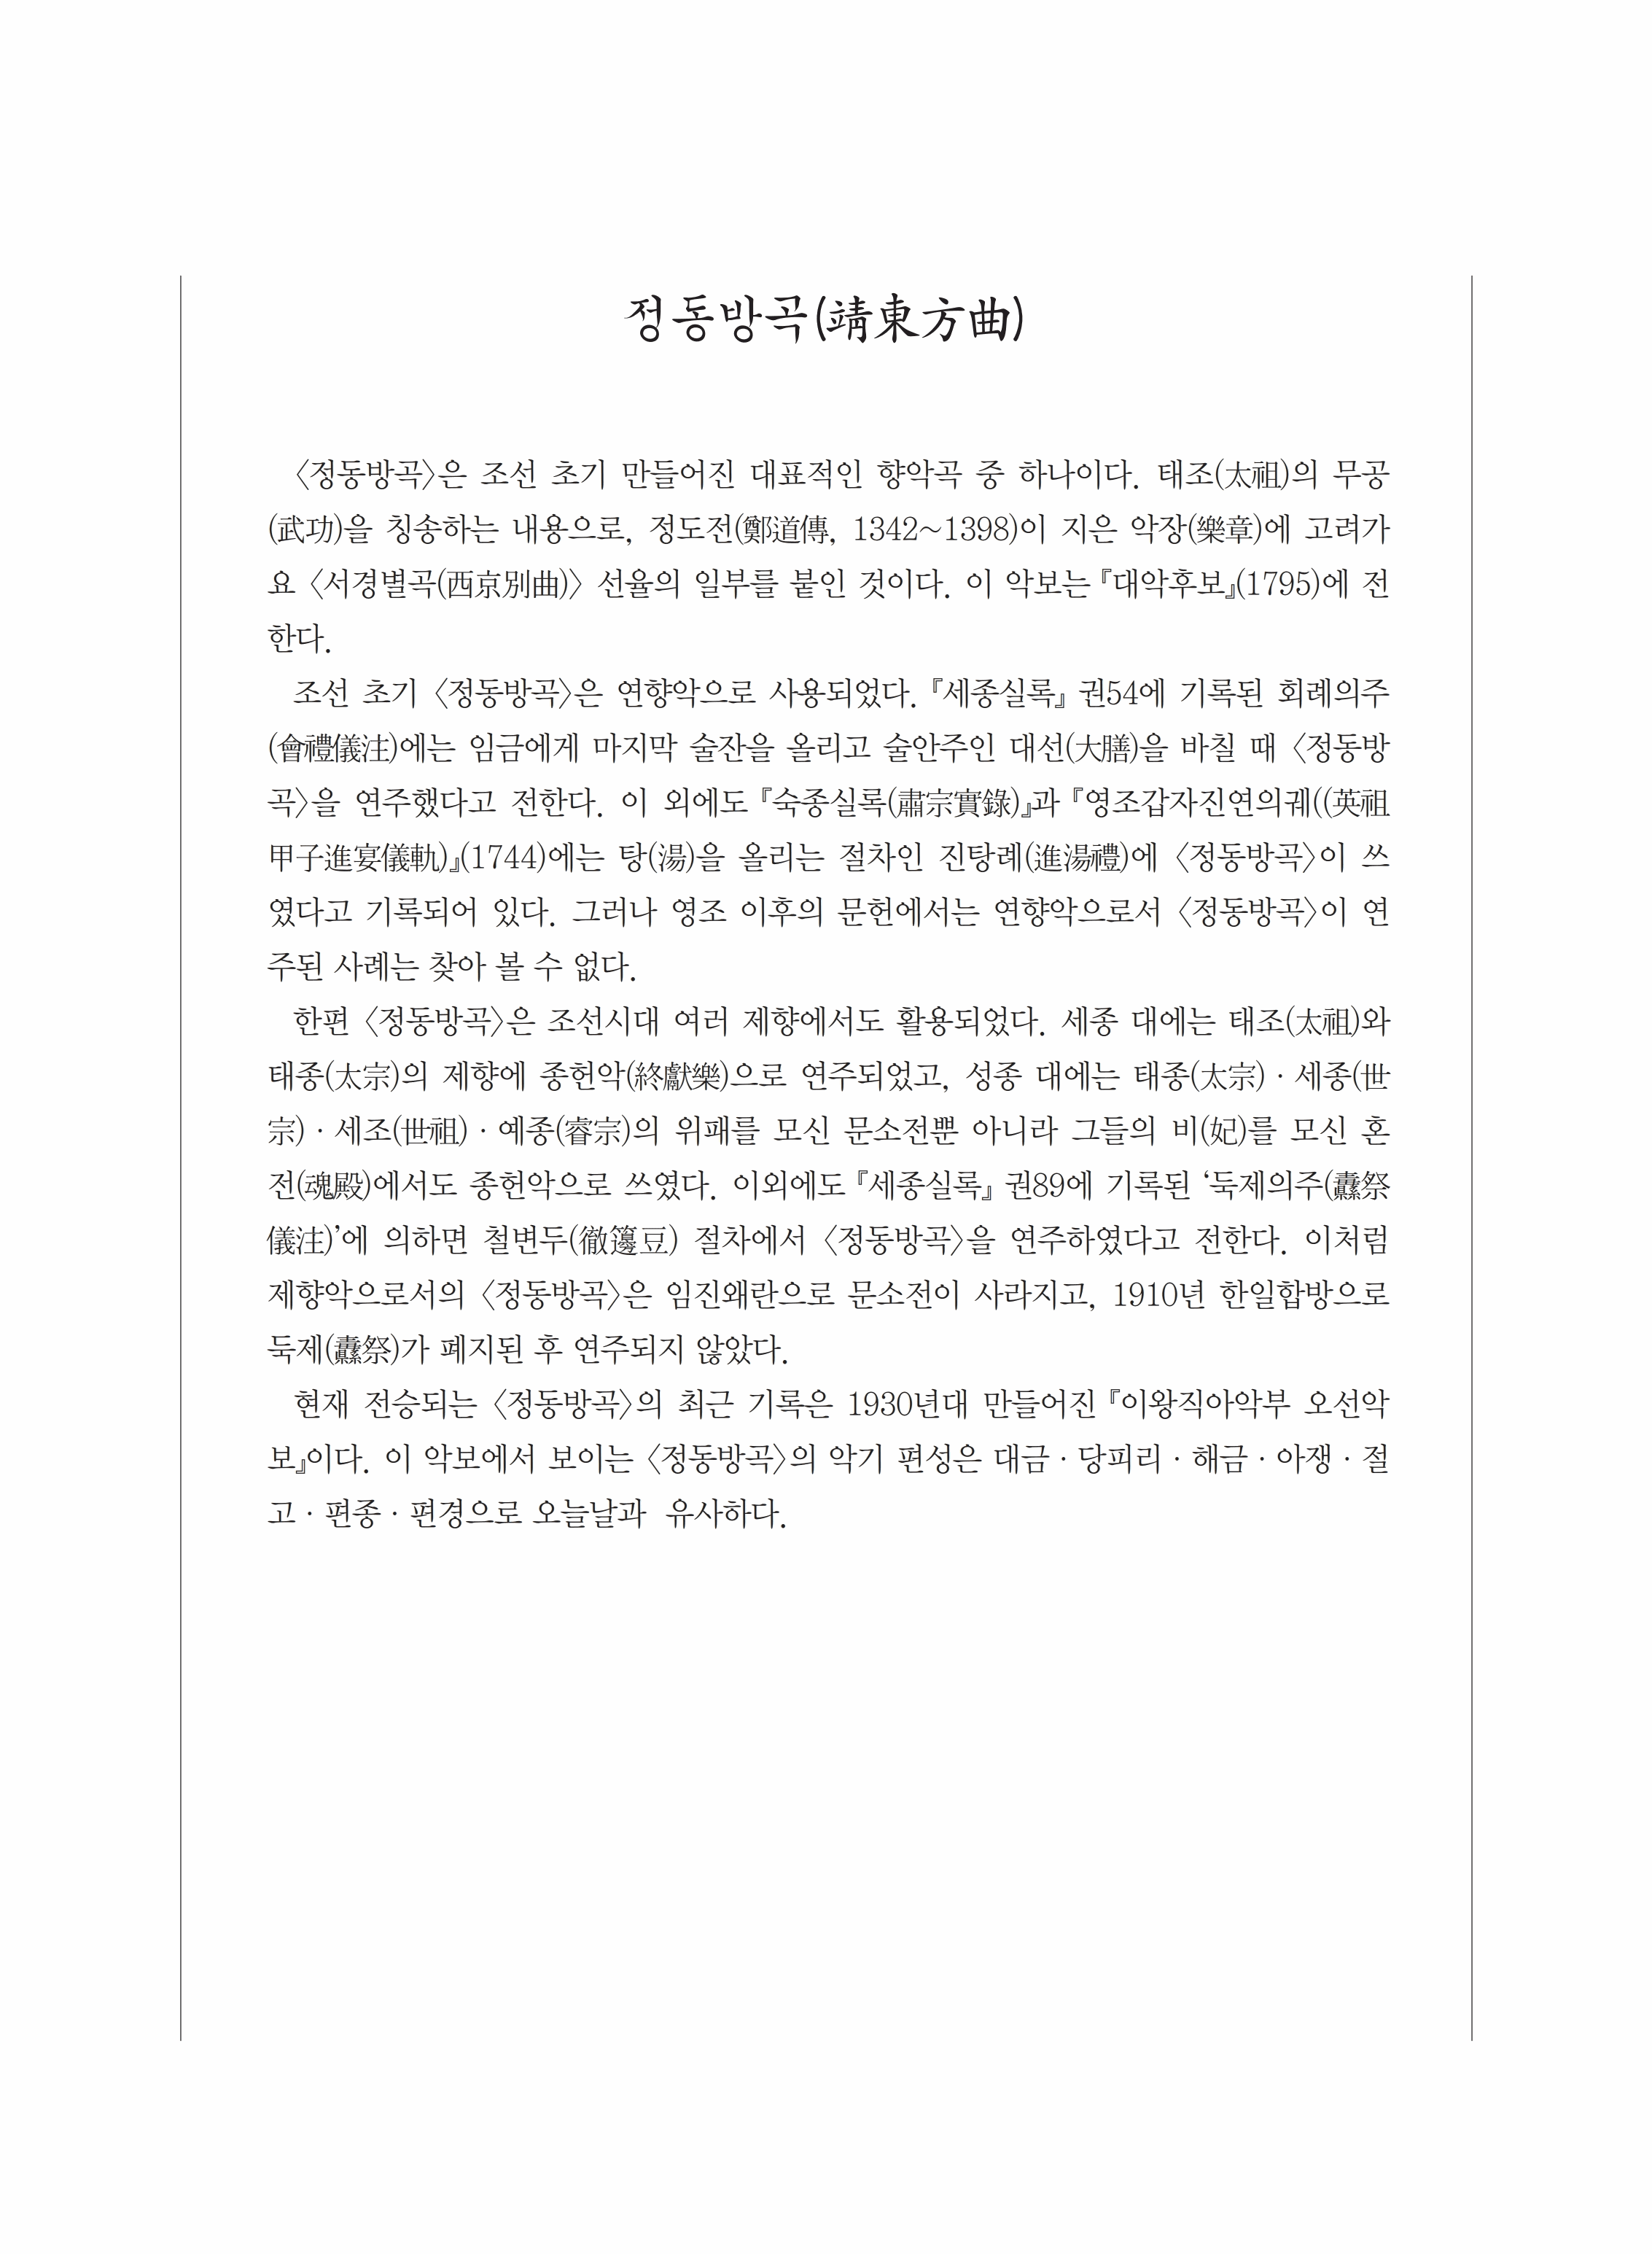 정동방곡(靖東方曲)
〈정동방곡〉은 조선 초기 만들어진 대표적인 향악곡 중 하나이다. 태조(太祖)의 무공
(武功)을 칭송하는 내용으로, 정도전(鄭道傳, 1342~1398)이 지은 악장(樂章)에 고려가
요 〈서경별곡(西京別曲)〉 선율의 일부를 붙인 것이다. 이 악보는 『대악후보』(1795)에 전
한다.
조선 초기 〈정동방곡〉은 연향악으로 사용되었다. 『세종실록』 권54에 기록된 회례의주
(會禮儀注)에는 임금에게 마지막 술잔을 올리고 술안주인 대선(大膳)을 바칠 때 〈정동방
곡〉을 연주했다고 전한다. 이 외에도 『숙종실록(肅宗實錄)』과 『영조갑자진연의궤((英祖
甲子進宴儀軌)』(1744)에는 탕(湯)을 올리는 절차인 진탕례(進湯禮)에 〈정동방곡〉이 쓰
였다고 기록되어 있다. 그러나 영조 이후의 문헌에서는 연향악으로서 〈정동방곡〉이 연
주된 사례는 찾아 볼 수 없다.
한편 〈정동방곡〉은 조선시대 여러 제향에서도 활용되었다. 세종 대에는 태조(太祖)와
태종(太宗)의 제향에 종헌악(終獻樂)으로 연주되었고, 성종 대에는 태종(太宗)·세종(世
宗)·세조(世祖)·예종(睿宗)의 위패를 모신 문소전뿐 아니라 그들의 비(妃)를 모신 혼
전(魂殿)에서도 종헌악으로 쓰였다. 이외에도 『세종실록』 권89에 기록된 ‘둑제의주(纛祭
儀注)’에 의하면 철변두(徹籩豆) 절차에서 〈정동방곡〉을 연주하였다고 전한다. 이처럼
제향악으로서의 〈정동방곡〉은 임진왜란으로 문소전이 사라지고, 1910년 한일합방으로
둑제(纛祭)가 폐지된 후 연주되지 않았다.
현재 전승되는 〈정동방곡〉의 최근 기록은 1930년대 만들어진 『이왕직아악부 오선악
보』이다. 이 악보에서 보이는 〈정동방곡〉의 악기 편성은 대금·당피리·해금·아쟁·절
고·편종·편경으로 오늘날과 유사하다.